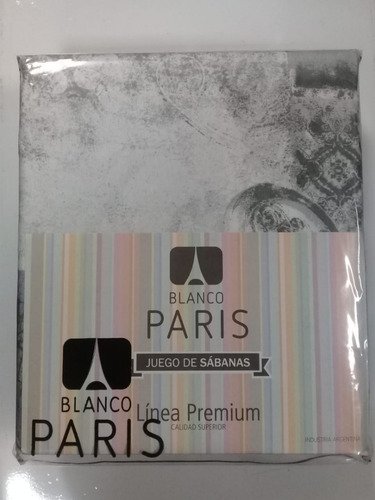 BLANCO
PARIS
JUEGO DE SÁBANAS
Línea Premium
CALIDAD SUPERIOR
INDUSTRIA ARGENTINA
BLANCO
PARIS